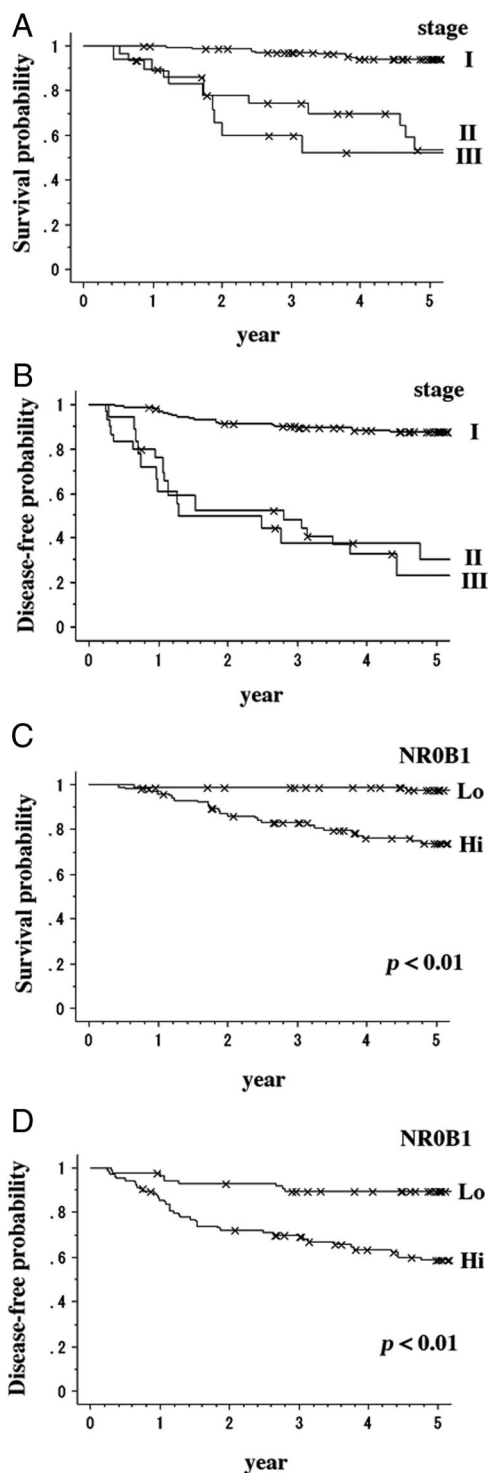 A
stage
Survival probability
1
. 8
. 6
. 4
. 2
0
I
II
III
0 1 2 3 4 5
year
B
stage
Disease-free probability
1
. 8
. 6
. 4
. 2
0
I
II
III
0 1 2 3 4 5
year
C
NR0B1
Survival probability
1
. 8
. 6
. 4
. 2
0
Lo
Hi
p < 0.01
0 1 2 3 4 5
year
D
NR0B1
Disease-free probability
1
. 8
. 6
. 4
. 2
0
Lo
Hi
p < 0.01
0 1 2 3 4 5
year